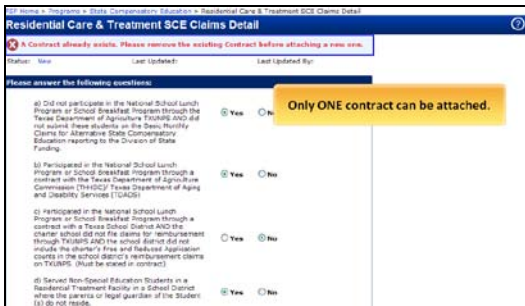 FSP Home > Programs > State Compensatory Education > Residential Care & Treatment SCE Claims Detail
Residential Care & Treatment SCE Claims Detail
A Contract already exists. Please remove the existing Contract before attaching a new one.
Status: New Last Updated: Last Updated By:
Please answer the following questions:
a) Did not participate in the National School Lunch
Program or School Breakfast Program through the
Texas Department of Agriculture TXUNPS AND did
not submit these students on the Basic Monthly
Claims for Alternative State Compensatory
Education reporting to the Division of State
Funding.
Yes
Only ONE contract can be attached.
b) Participated in the National School Lunch
Program or School Breakfast Program through a
contract with the Texas Department of Agriculture
Commission (THHDC)/ Texas Department of Aging
and Disability Services (TDADS)
Yes No
c) Participated in the National School Lunch
Program or School Breakfast Program through a
contract with a Texas School District AND the
charter school did not file claims for reimbursement
through TXUNPS AND the school district did not
include the charter's Free and Reduced Application
counts in the school district's reimbursement claims
on TXUNPS. (Must be stated in contract)
Yes No
d) Served Non-Special Education Students in a
Residential Treatment Facility in a School District
where the parents or legal guardian of the Student
(s) do not reside.
Yes No